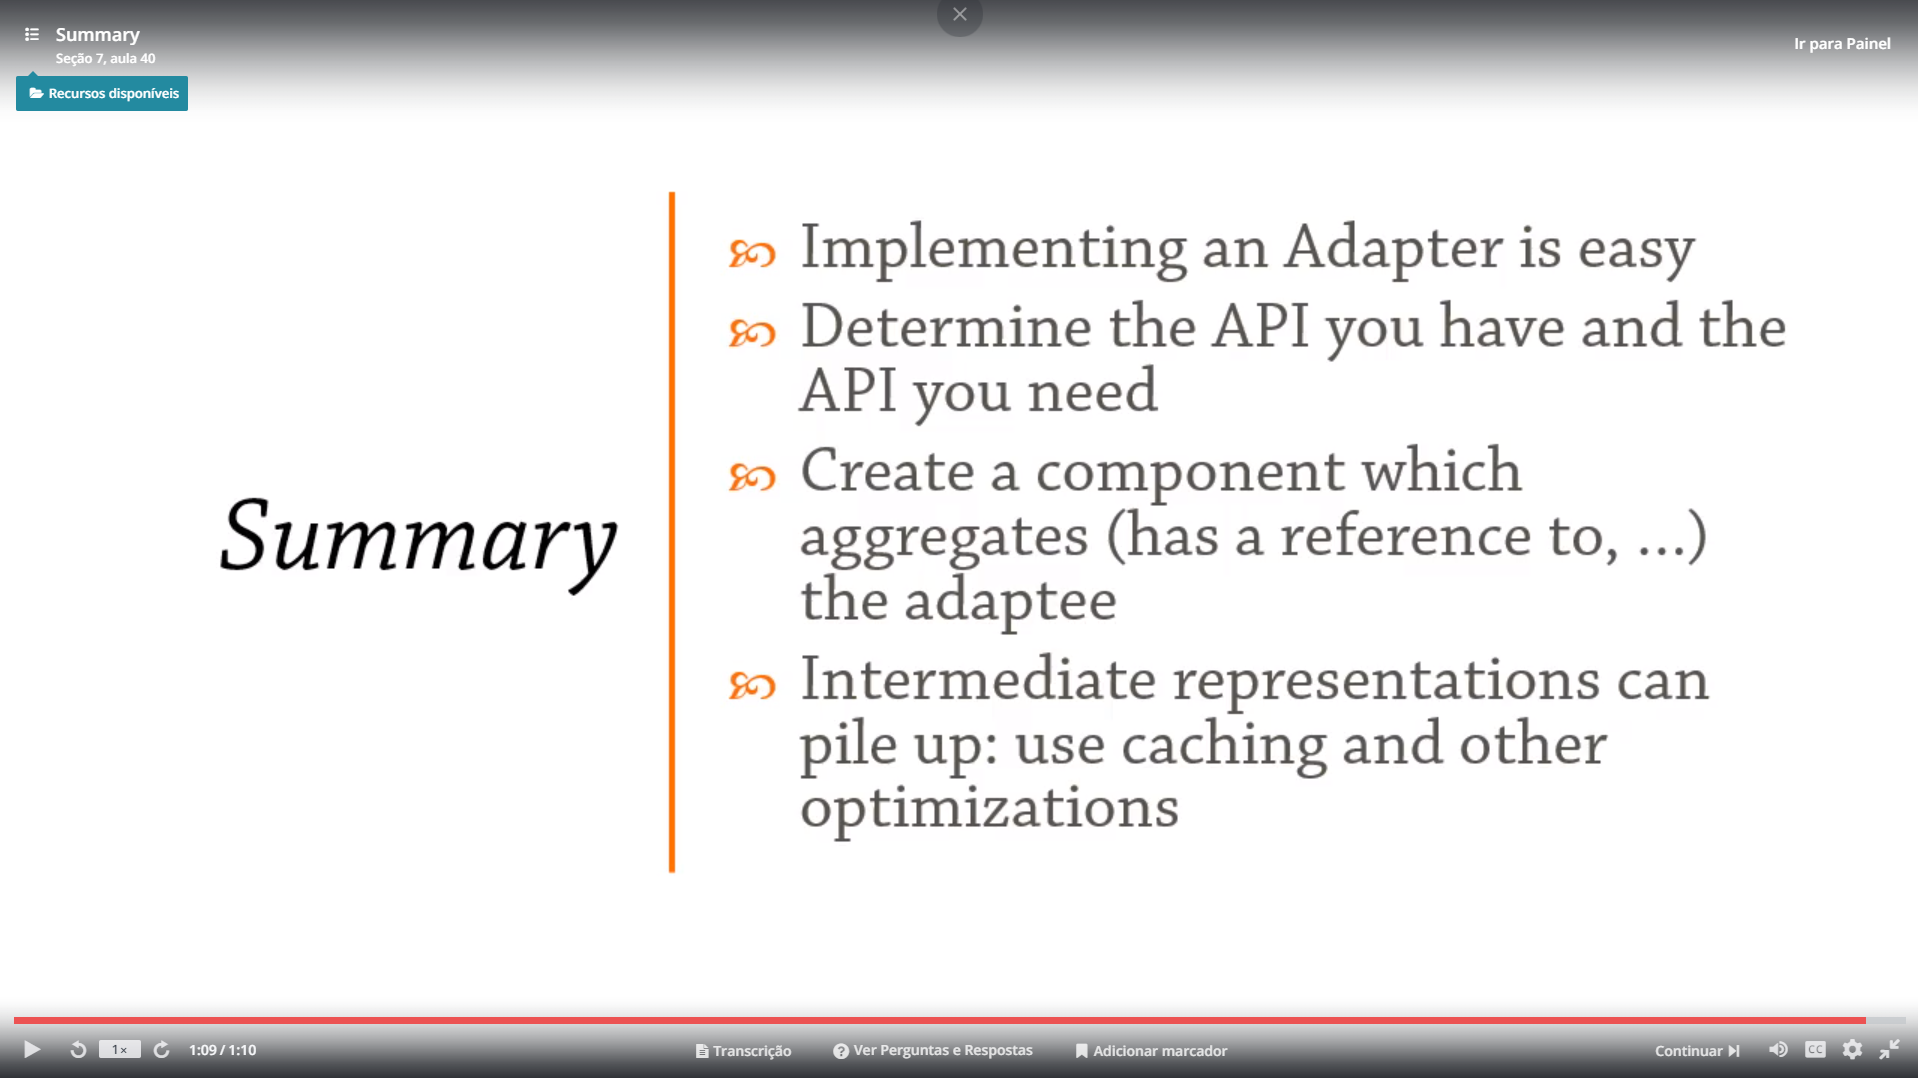 Summary
Seção 7, aula 40
Ir para Painel
Recursos disponíveis
Summary
Implementing an Adapter is easy
Determine the API you have and the
API you need
Create a component which
aggregates (has a reference to, ...)
the adaptee
Intermediate representations can
pile up: use caching and other
optimizations
1×
1:09 / 1:10
Transcrição
Ver Perguntas e Respostas
Adicionar marcador
Continuar
CC